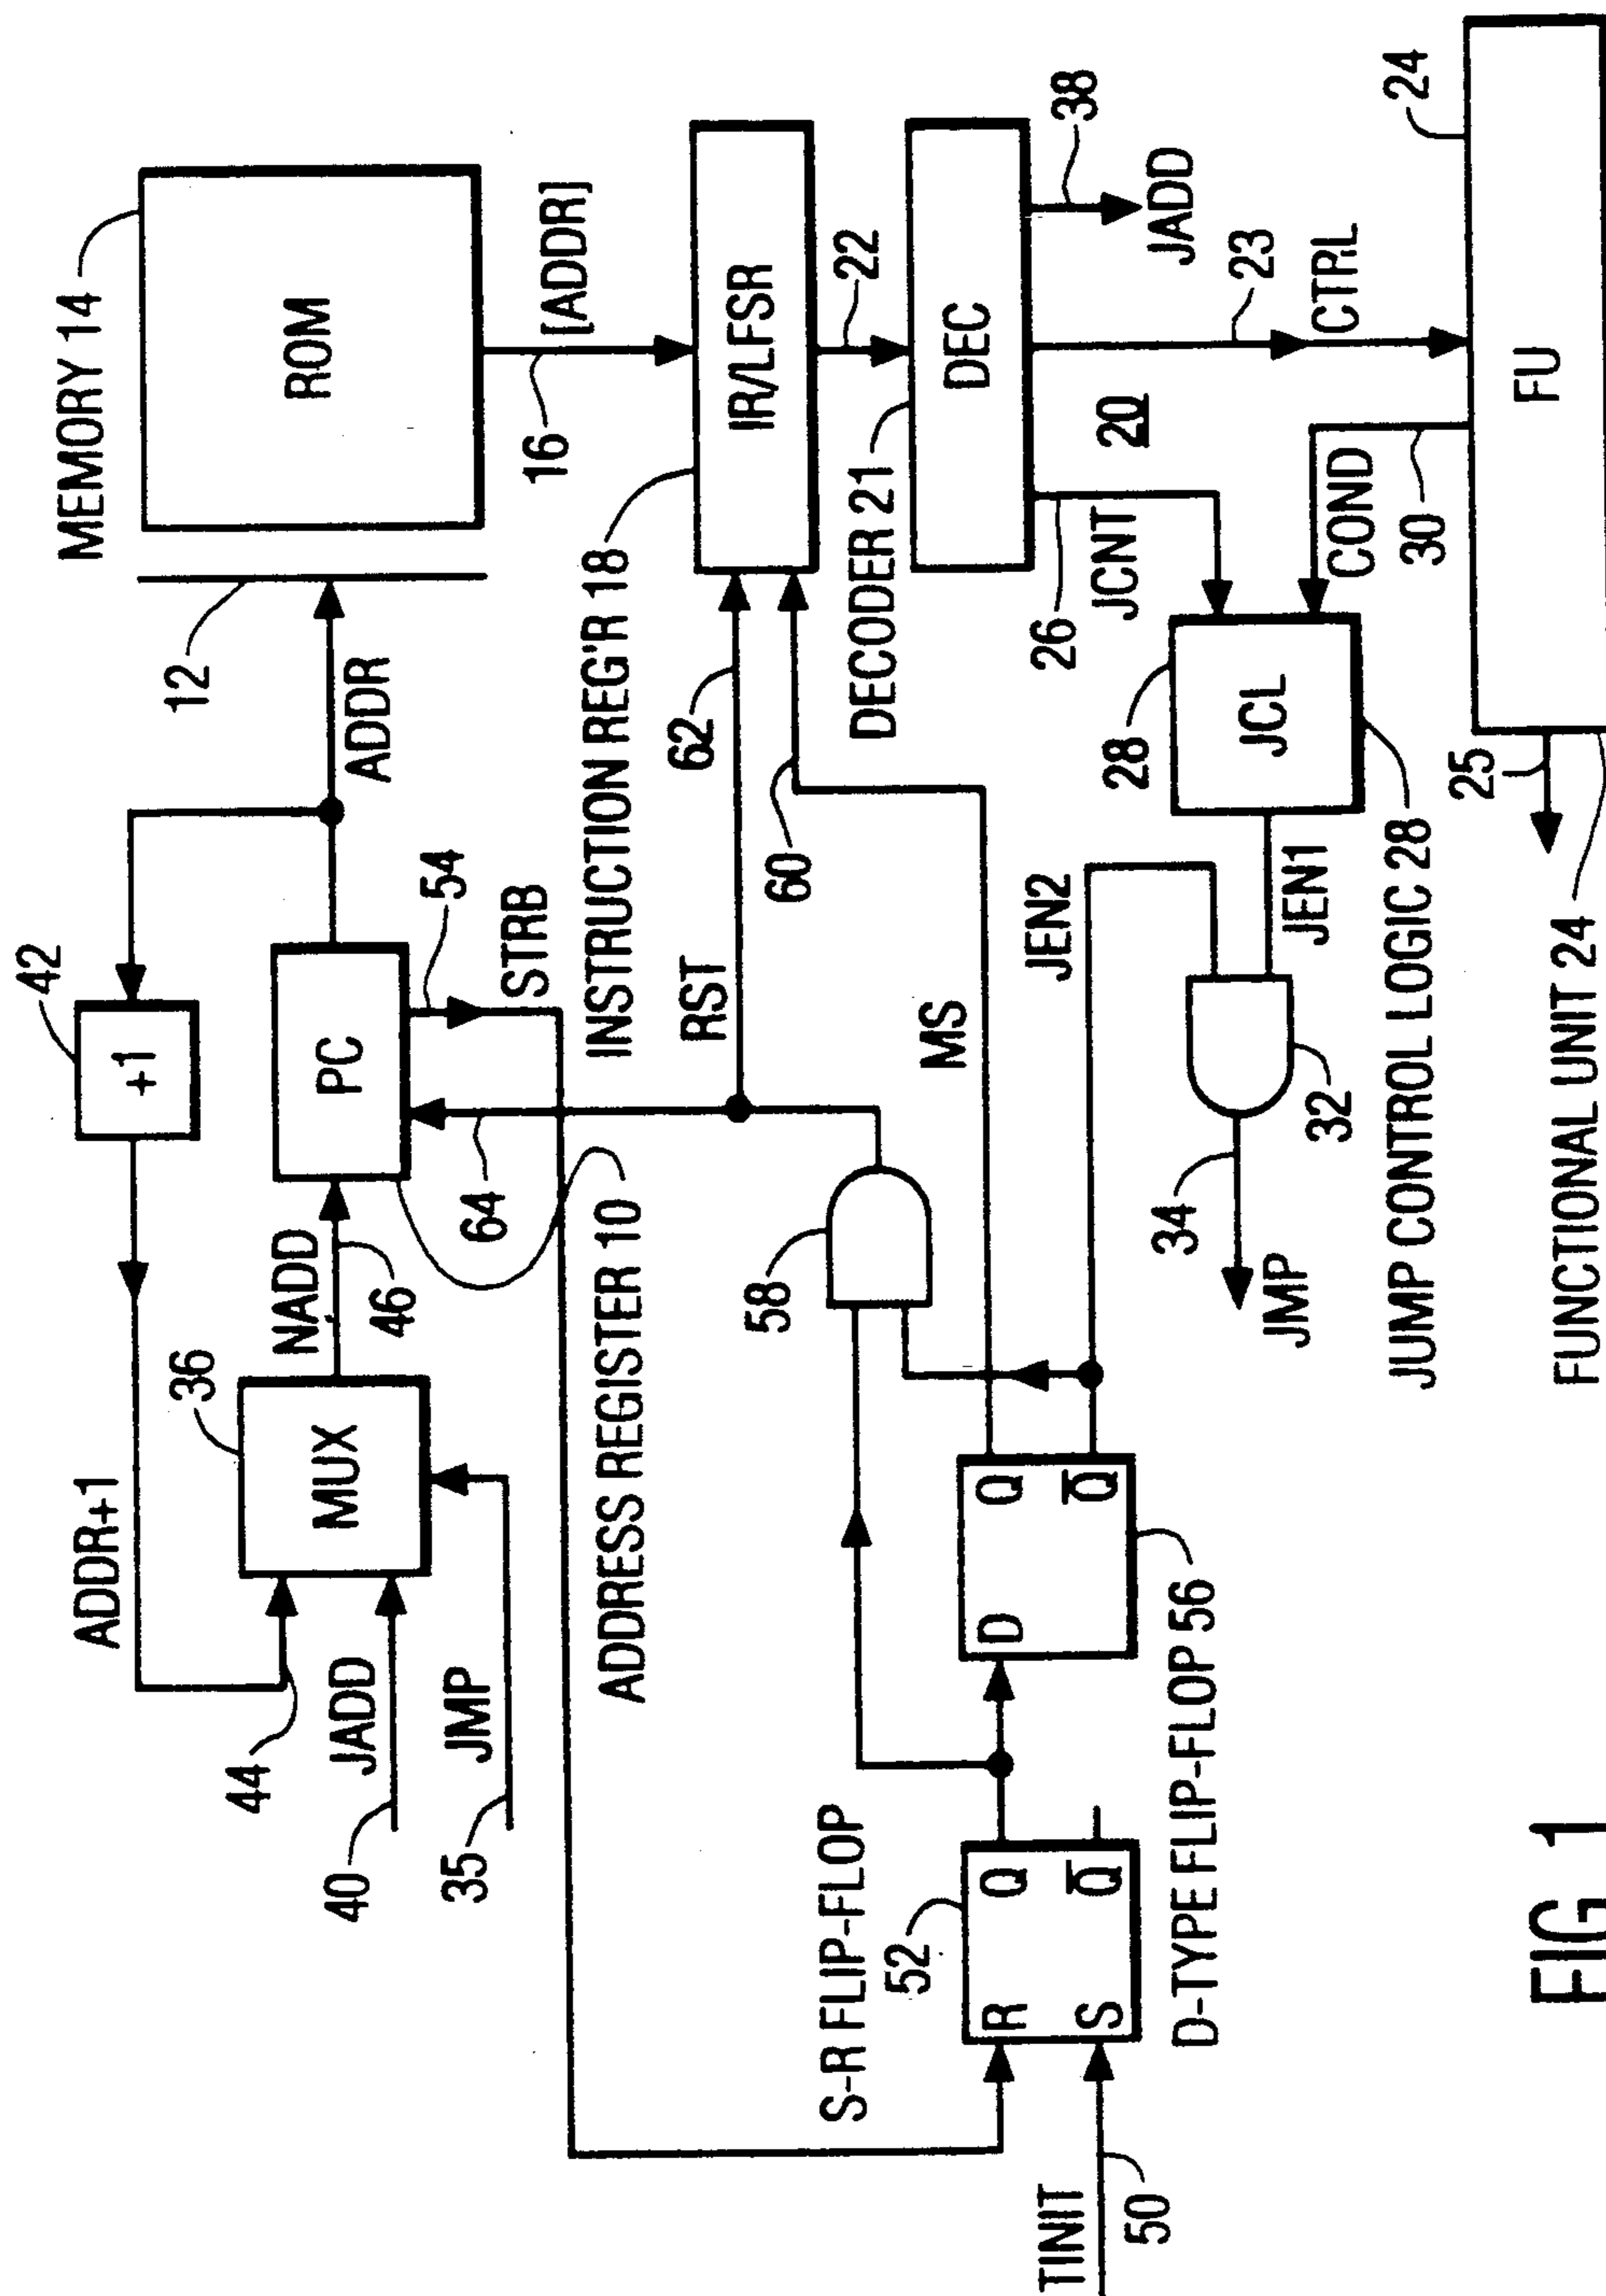 42
+1
ADDR+1
44
36
MUX
JADD
40
JMP
35
NADD
46
PC
64
54
STRB
ADDRESS REGISTER 10
ADDR
12
MEMORY 14
ROM
16
[ADDR]
INSTRUCTION REG'R 18
IR/LFSR
22
62
RST
60
MS
DECODER 21
DEC
38
JADD
23
CTRL
20
26
JCNT
COND
30
28
JCL
JUMP CONTROL LOGIC 28
JEN2
JEN1
32
34
JMP
24
FU
25
FUNCTIONAL UNIT 24
58
S-R FLIP-FLOP
52
R
S
Q
Q̅
D
Q
Q̅
D-TYPE FLIP-FLOP 56
TINIT
50
FIG. 1